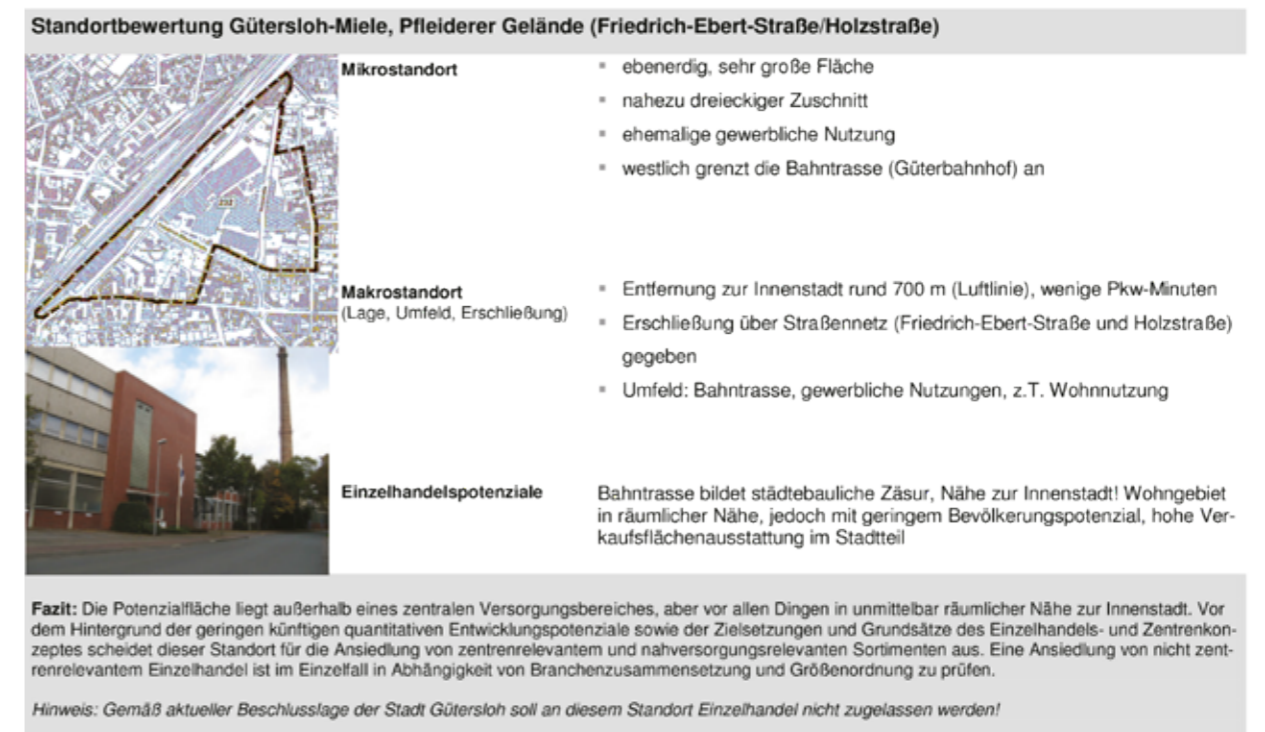 Standortbewertung Gütersloh-Miele, Pfleiderer Gelände (Friedrich-Ebert-Straße/Holzstraße)
Mikrostandort
ebenerdig, sehr große Fläche
nahezu dreieckiger Zuschnitt
ehemalige gewerbliche Nutzung
westlich grenzt die Bahntrasse (Güterbahnhof) an
232
Makrostandort
(Lage, Umfeld, Erschließung)
Entfernung zur Innenstadt rund 700 m (Luftlinie), wenige Pkw-Minuten
Erschließung über Straßennetz (Friedrich-Ebert-Straße und Holzstraße)
gegeben
Umfeld: Bahntrasse, gewerbliche Nutzungen, z.T. Wohnnutzung
Einzelhandelspotenziale
Bahntrasse bildet städtebauliche Zäsur, Nähe zur Innenstadt! Wohngebiet
in räumlicher Nähe, jedoch mit geringem Bevölkerungspotenzial, hohe Ver-
kaufsflächenausstattung im Stadtteil
Fazit: Die Potenzialfläche liegt außerhalb eines zentralen Versorgungsbereiches, aber vor allen Dingen in unmittelbar räumlicher Nähe zur Innenstadt. Vor
dem Hintergrund der geringen künftigen quantitativen Entwicklungspotenziale sowie der Zielsetzungen und Grundsätze des Einzelhandels- und Zentrenkon-
zeptes scheidet dieser Standort für die Ansiedlung von zentrenrelevantem und nahversorgungsrelevanten Sortimenten aus. Eine Ansiedlung von nicht zent-
renrelevantem Einzelhandel ist im Einzelfall in Abhängigkeit von Branchenzusammensetzung und Größenordnung zu prüfen.
Hinweis: Gemäß aktueller Beschlusslage der Stadt Gütersloh soll an diesem Standort Einzelhandel nicht zugelassen werden!